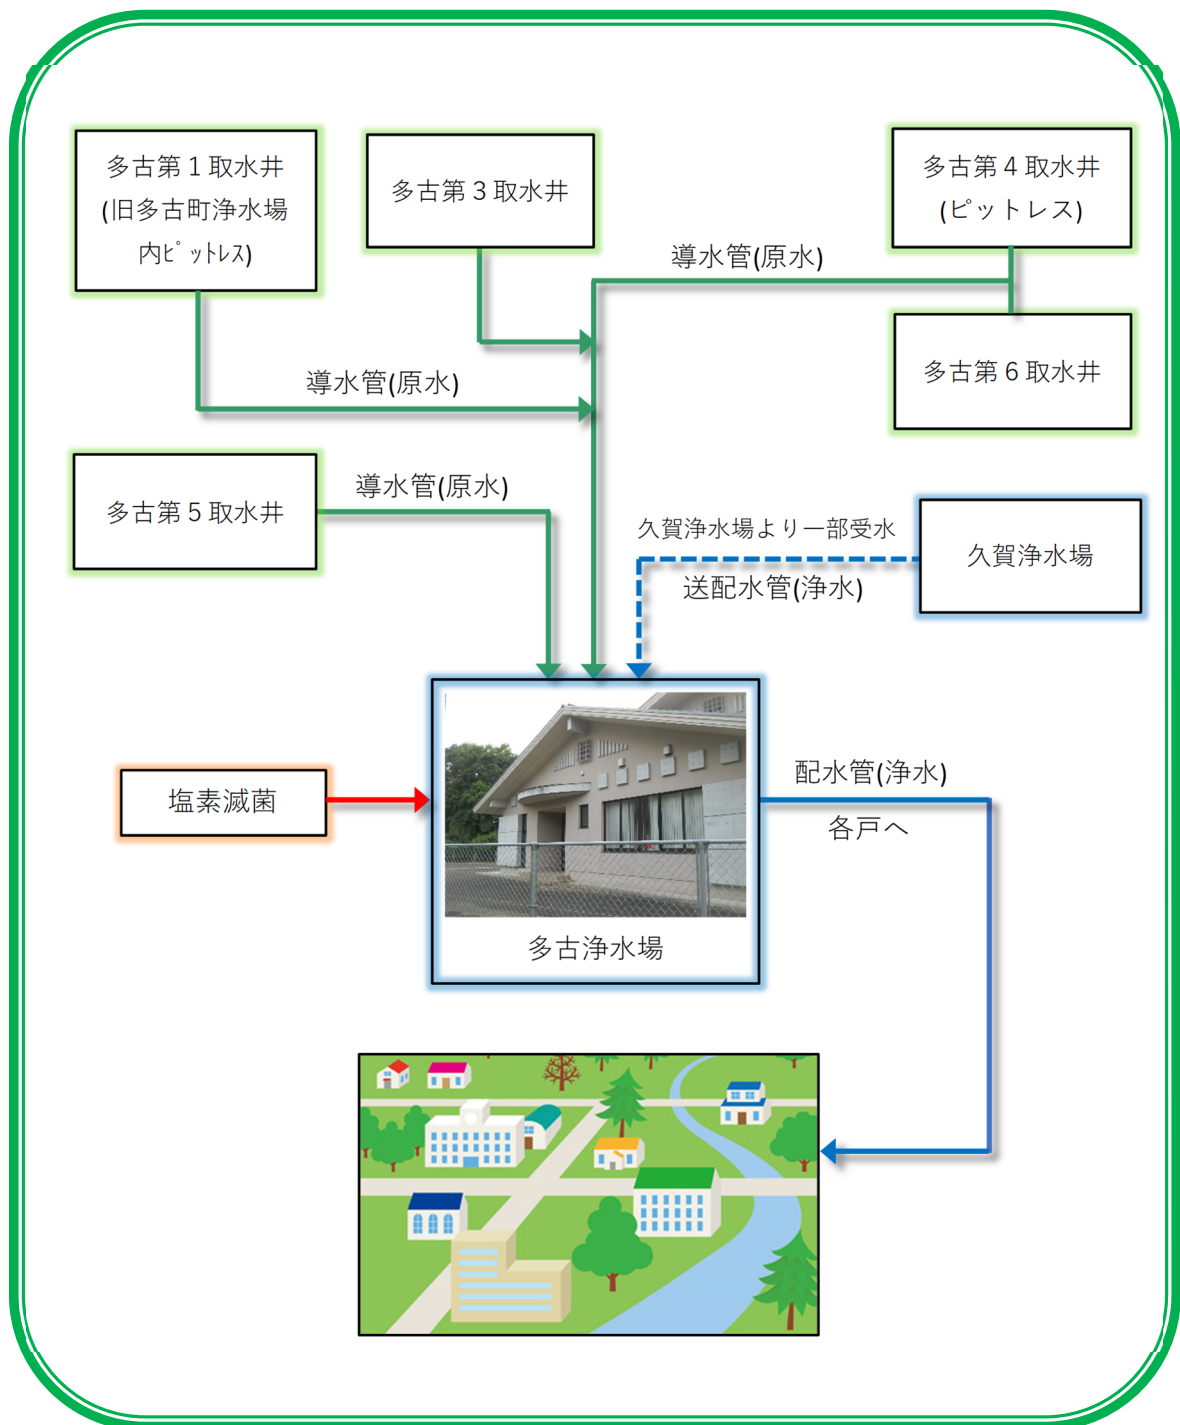 多古第１取水井
(旧多古町浄水場
内ﾋﾟｯﾄﾚｽ)
多古第３取水井
多古第４取水井
(ピットレス)
導水管(原水)
多古第６取水井
導水管(原水)
多古第５取水井
導水管(原水)
久賀浄水場より一部受水
送配水管(浄水)
久賀浄水場
塩素滅菌
配水管(浄水)
各戸へ
多古浄水場